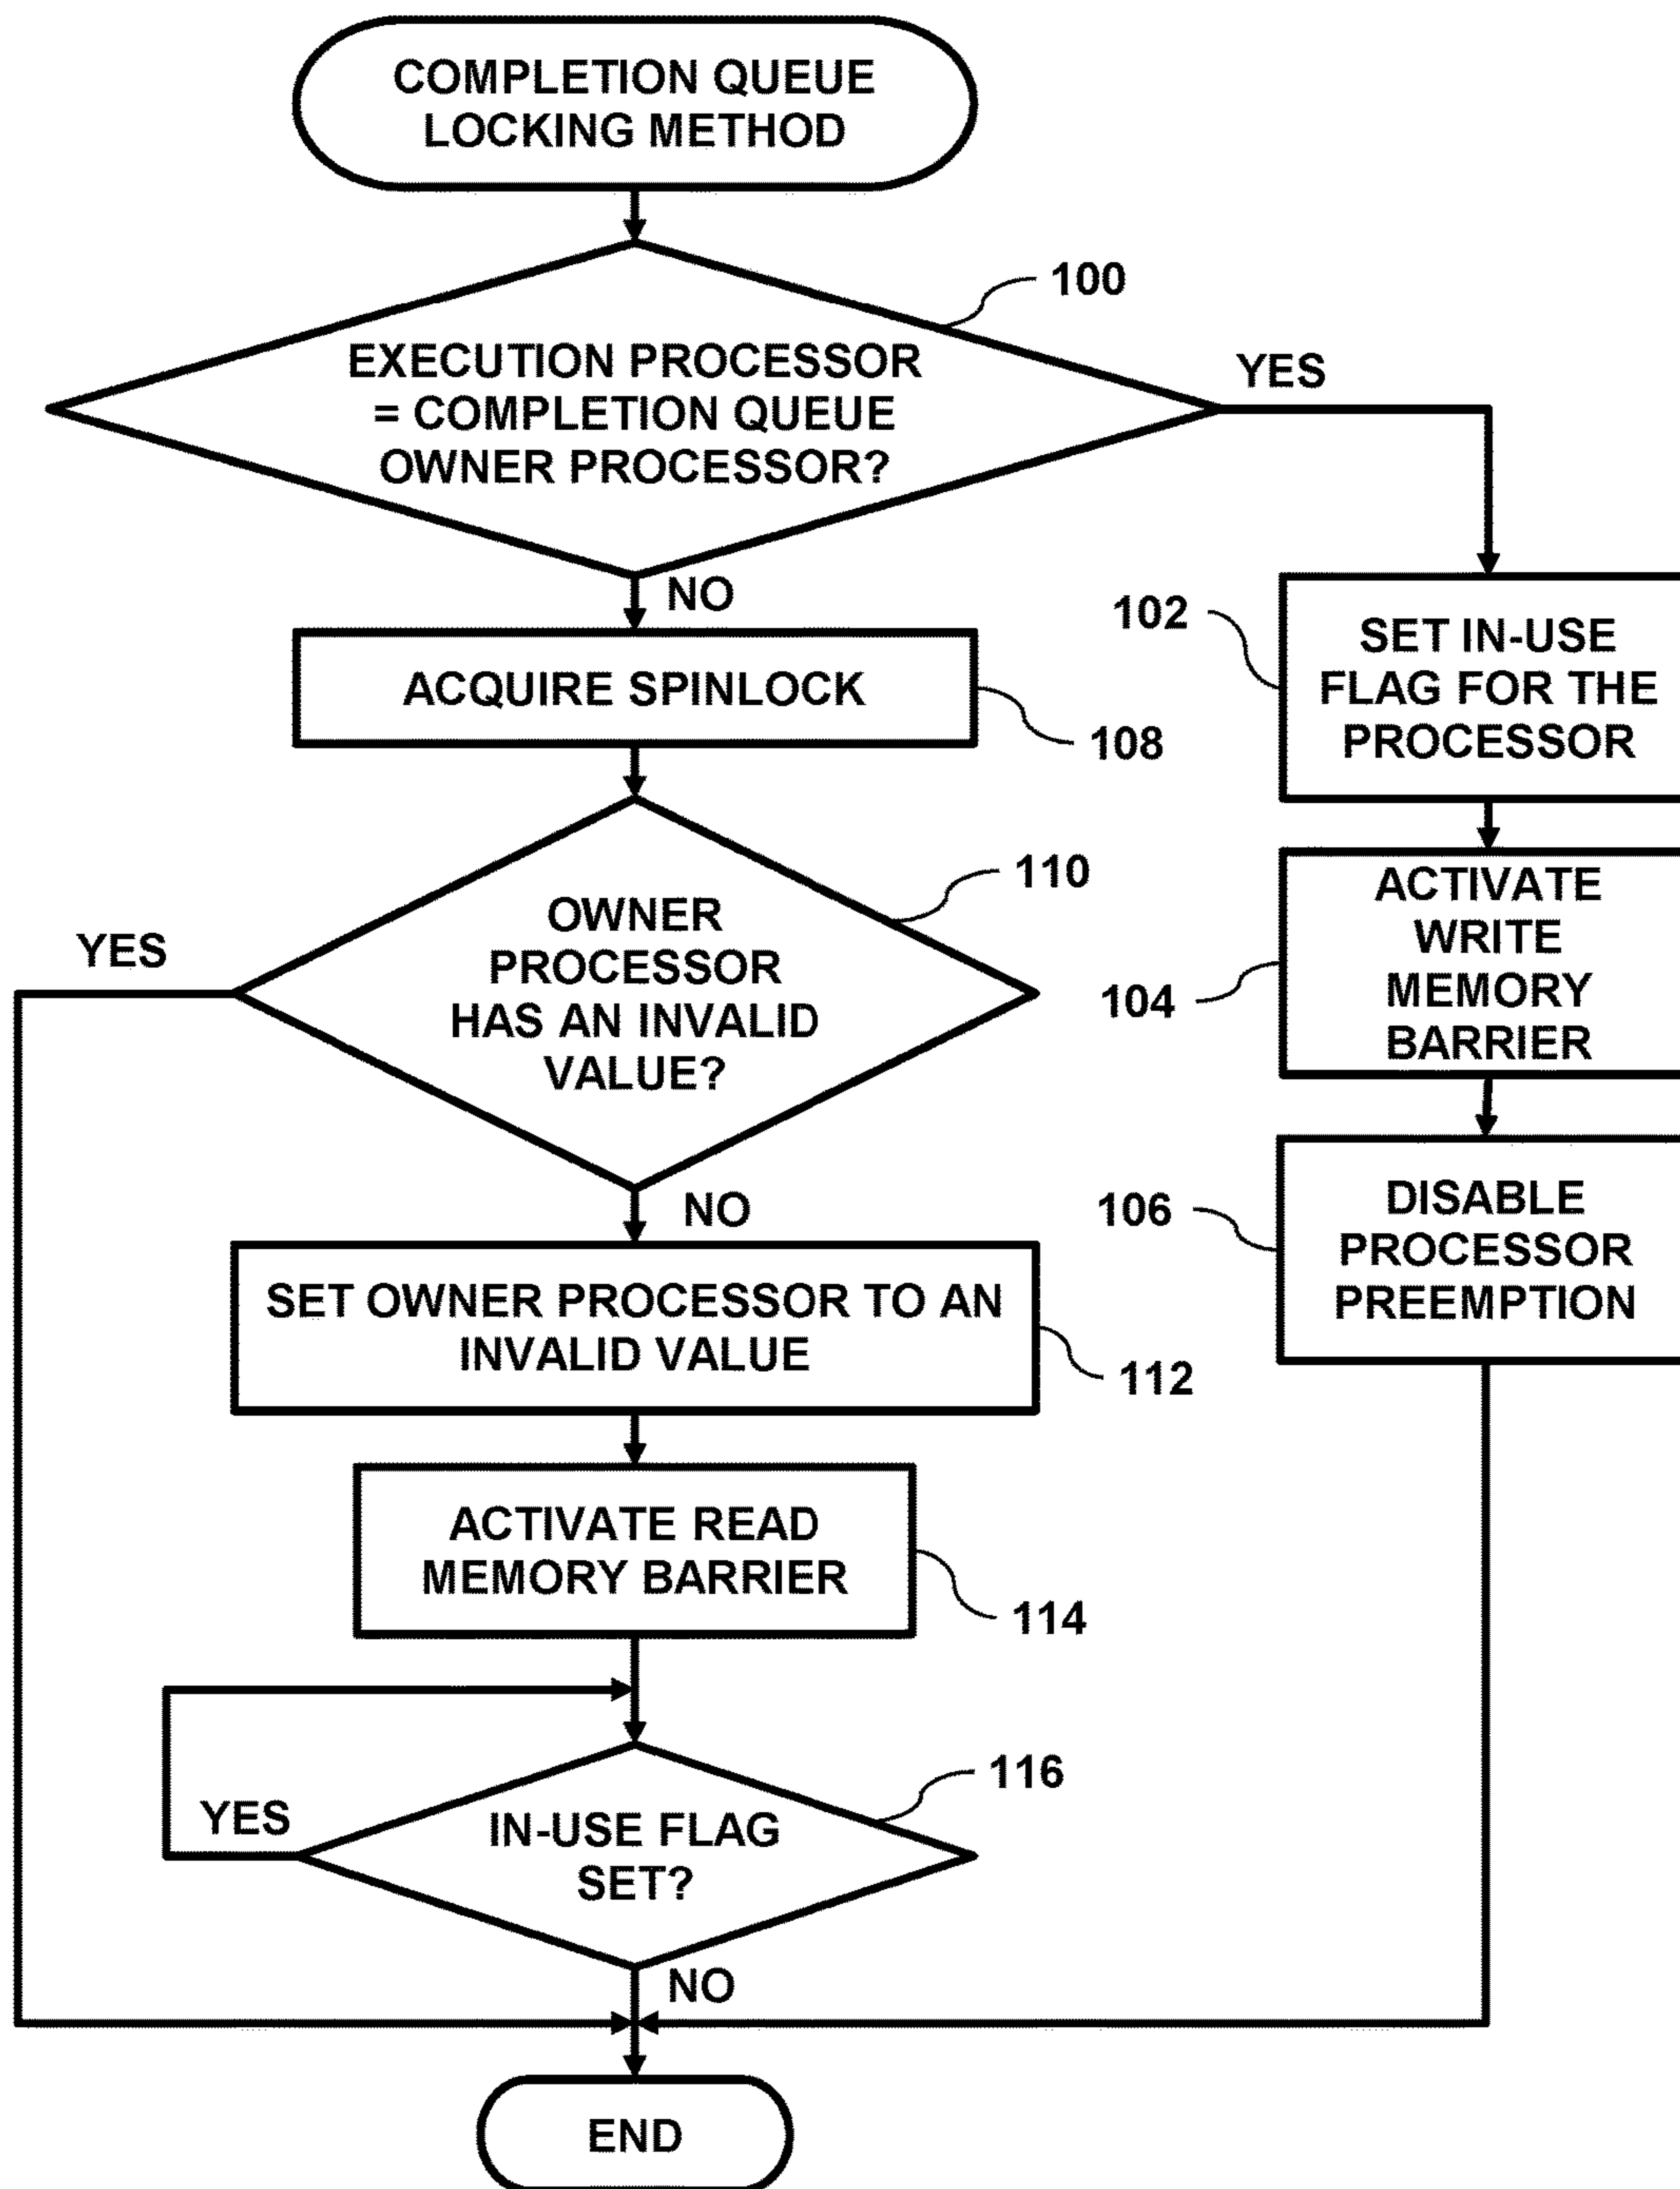 COMPLETION QUEUE
LOCKING METHOD
100
EXECUTION PROCESSOR
= COMPLETION QUEUE
OWNER PROCESSOR?
YES
NO
102
SET IN-USE
FLAG FOR THE
PROCESSOR
ACQUIRE SPINLOCK
108
104
ACTIVATE
WRITE
MEMORY
BARRIER
110
OWNER
PROCESSOR
HAS AN INVALID
VALUE?
YES
NO
106
DISABLE
PROCESSOR
PREEMPTION
SET OWNER PROCESSOR TO AN
INVALID VALUE
112
ACTIVATE READ
MEMORY BARRIER
114
116
IN-USE FLAG
SET?
YES
NO
END